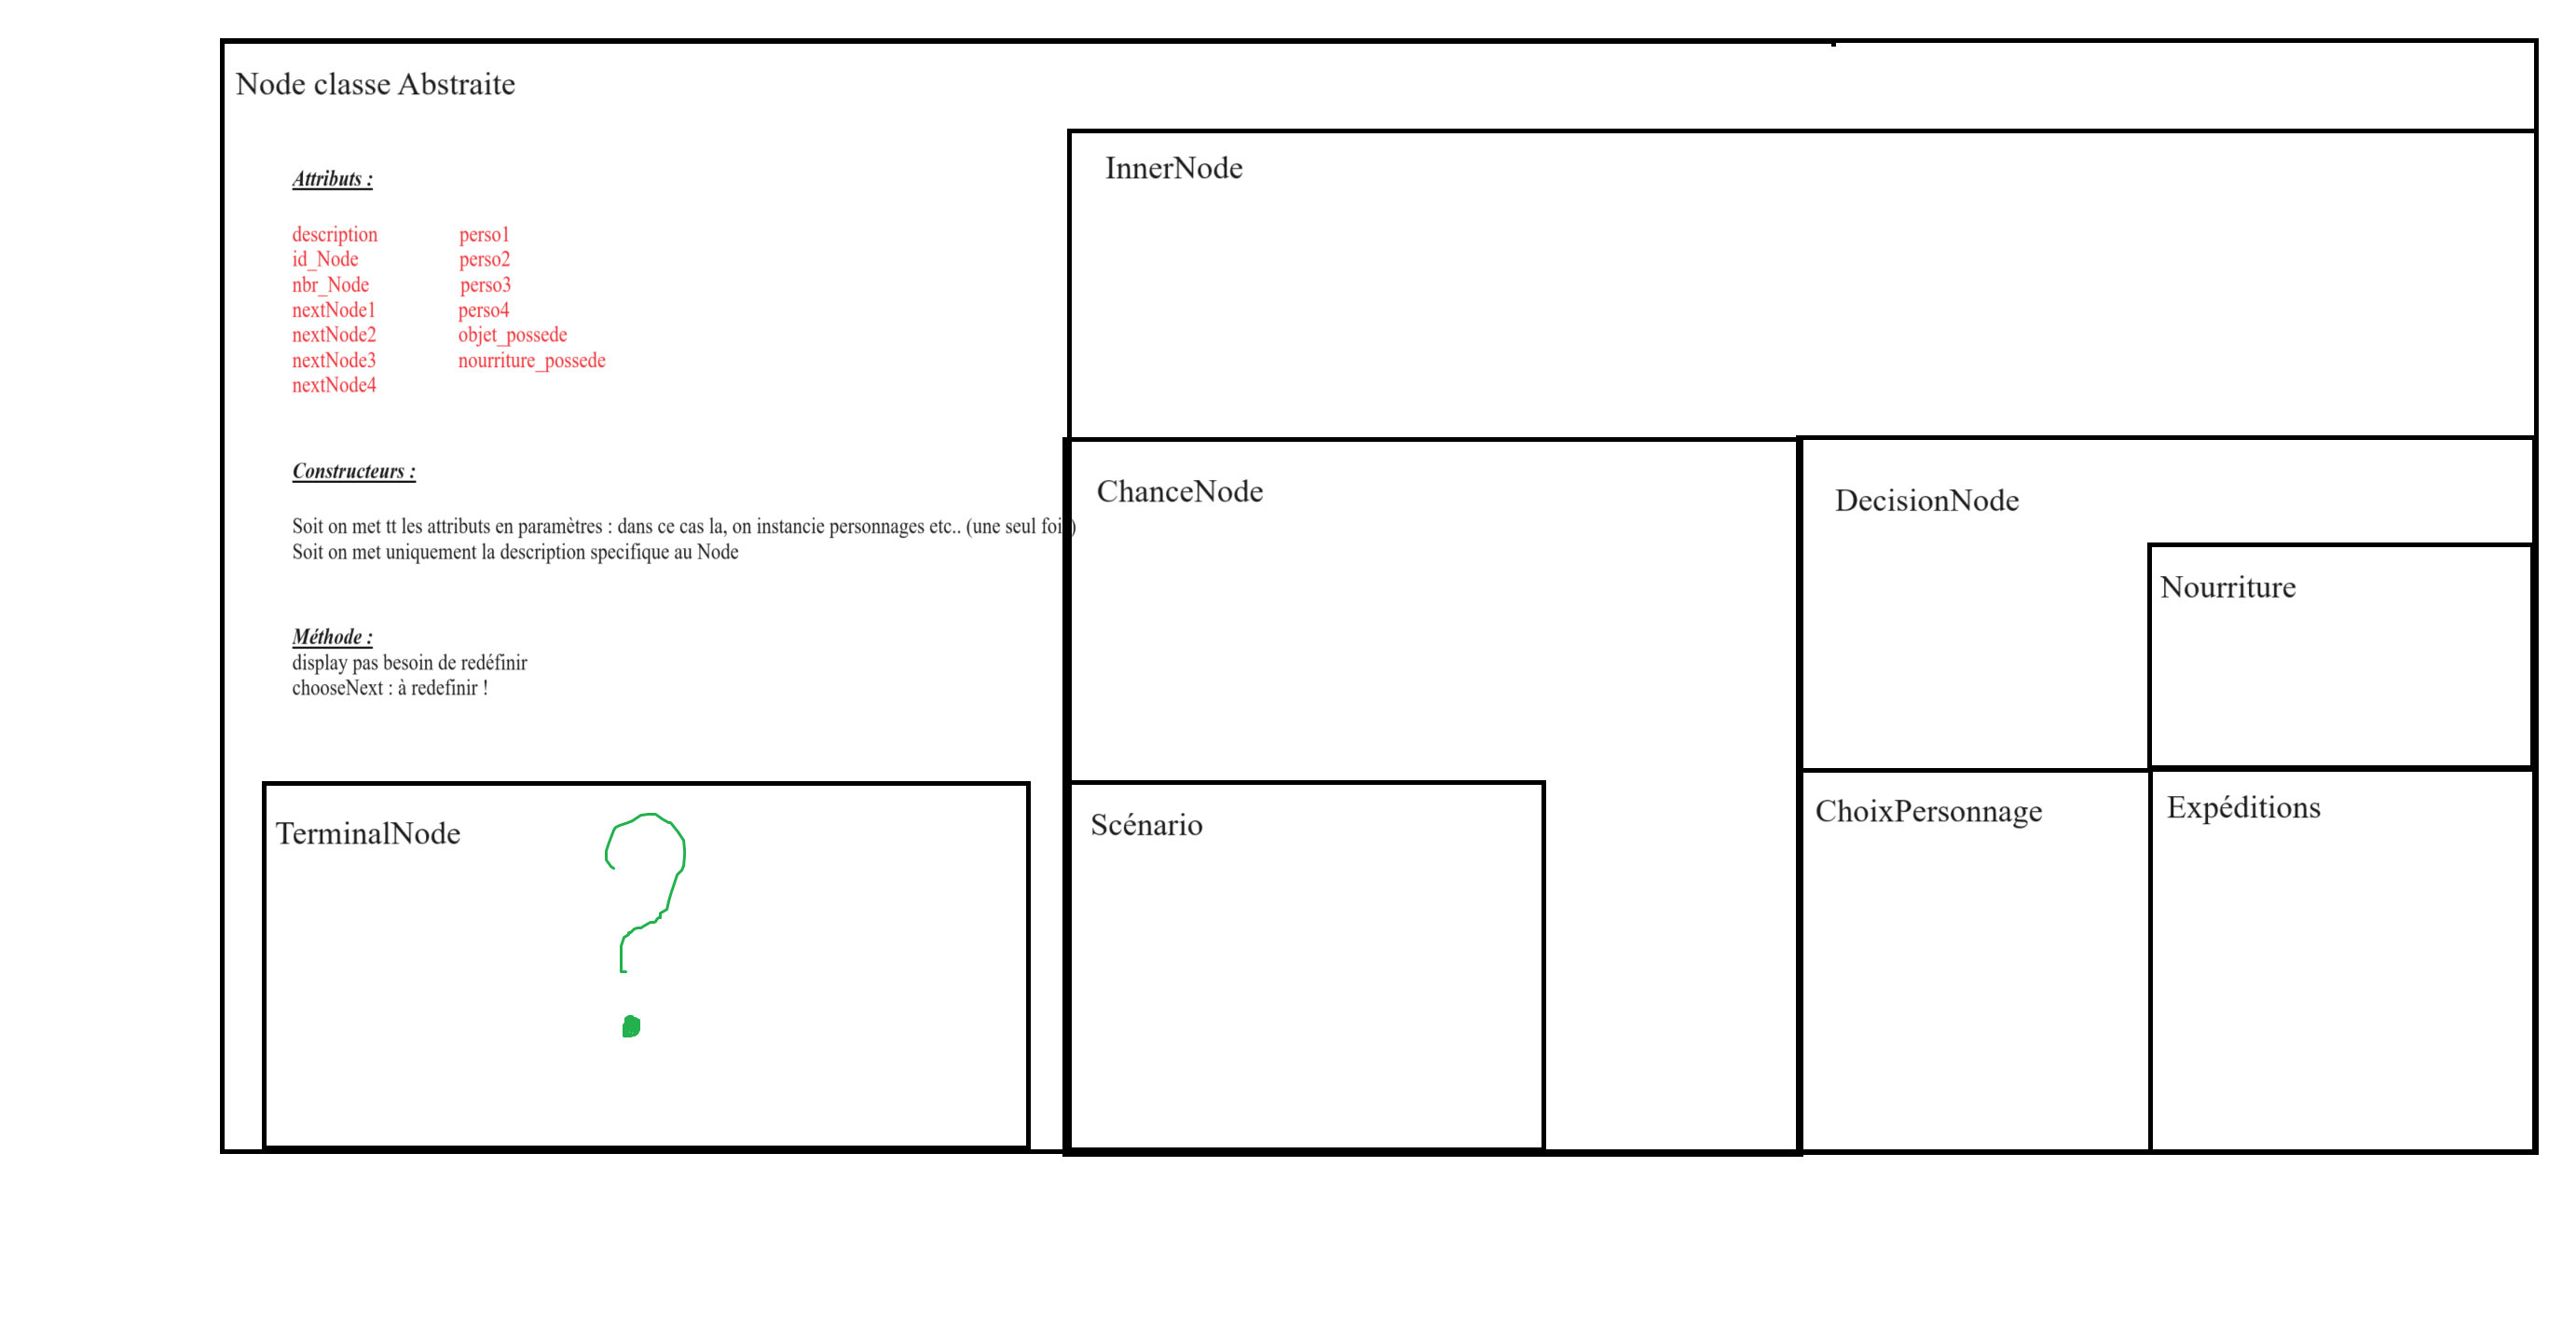 Node classe Abstraite
Attributs :
description
id_Node
nbr_Node
nextNode1
nextNode2
nextNode3
nextNode4
perso1
perso2
perso3
perso4
objet_possede
nourriture_possede
Constructeurs :
Soit on met tt les attributs en paramètres : dans ce cas la, on instancie personnages etc.. (une seul fois)
Soit on met uniquement la description specifique au Node
Méthode :
display pas besoin de redéfinir
chooseNext : à redefinir !
TerminalNode
?
InnerNode
ChanceNode
Scénario
DecisionNode
Nourriture
ChoixPersonnage
Expéditions